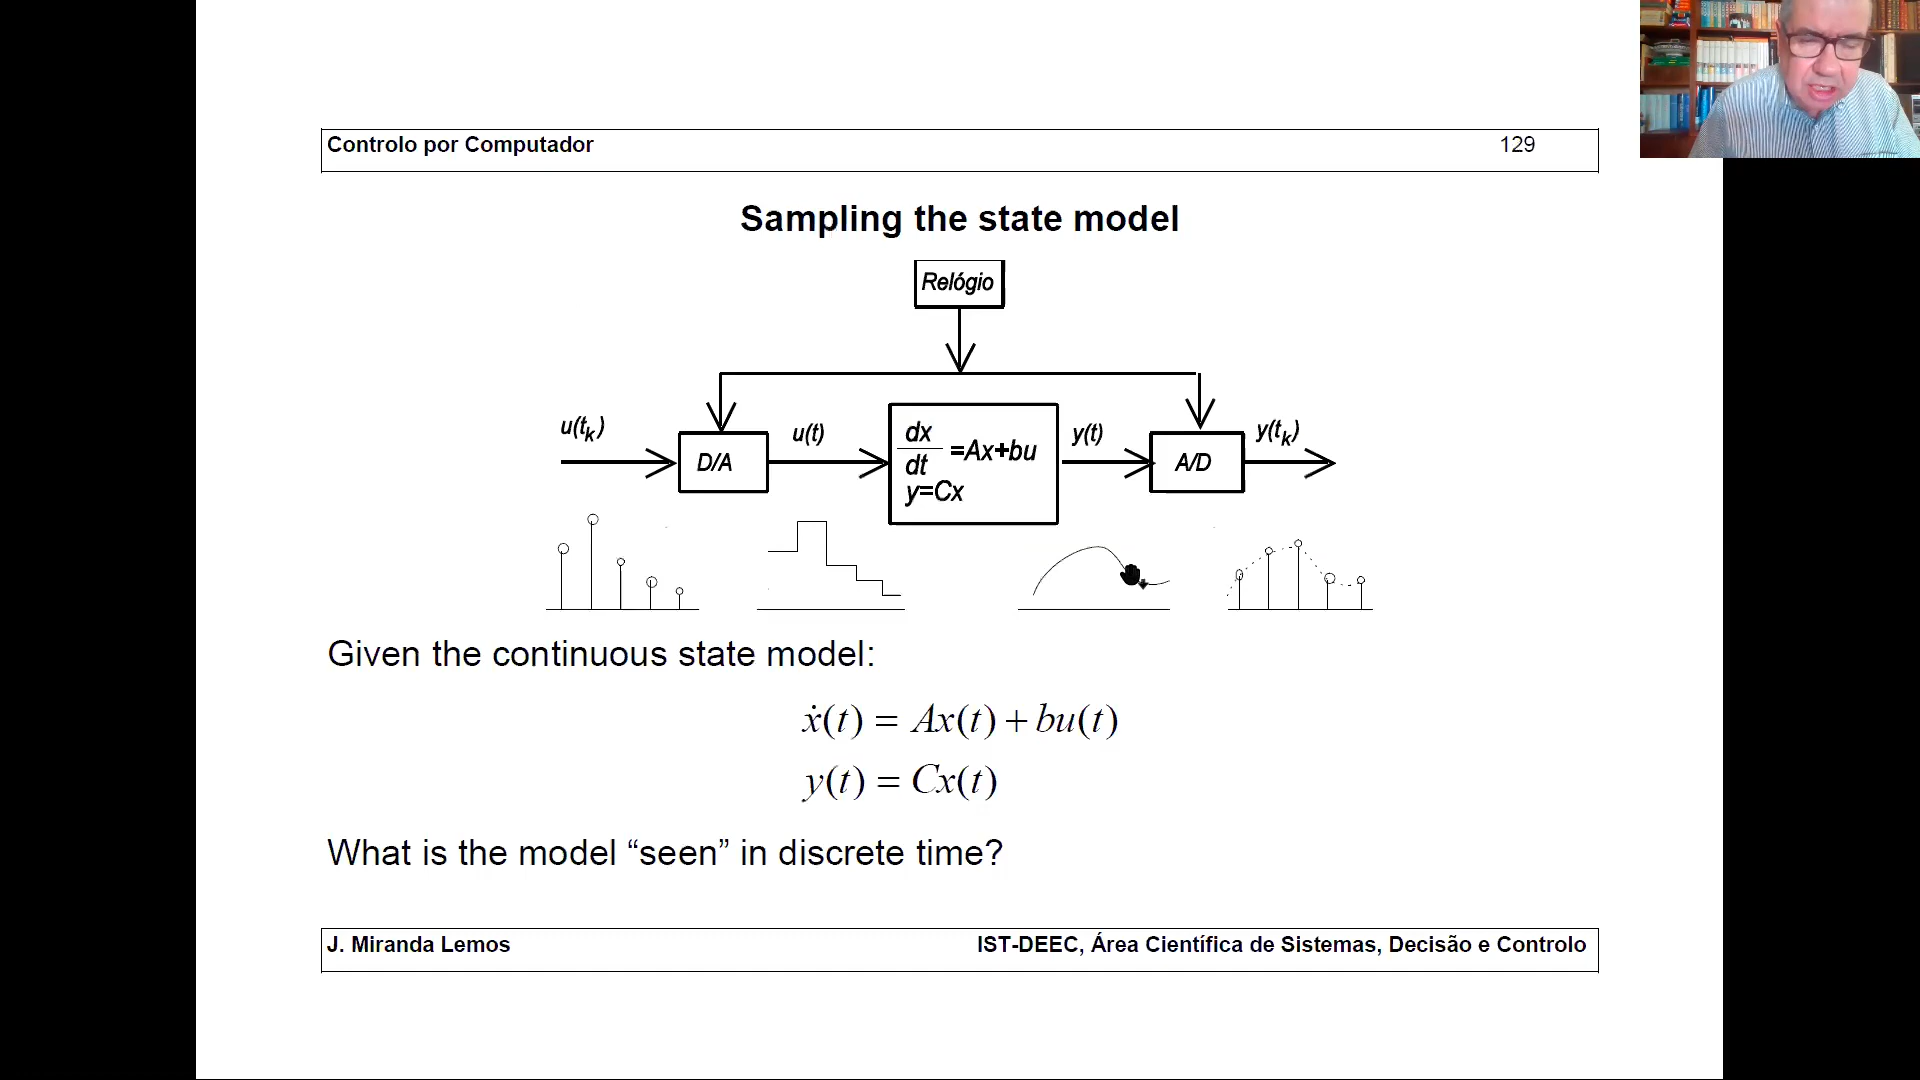 Controlo por Computador 129
Sampling the state model
Relógio
u(t_k)
D/A
u(t)
dx/dt =Ax+bu
y=Cx
y(t)
A/D
y(t_k)
Given the continuous state model:
ẋ(t) = Ax(t) + bu(t)
y(t) = Cx(t)
What is the model “seen” in discrete time?
J. Miranda Lemos IST-DEEC, Área Científica de Sistemas, Decisão e Controlo